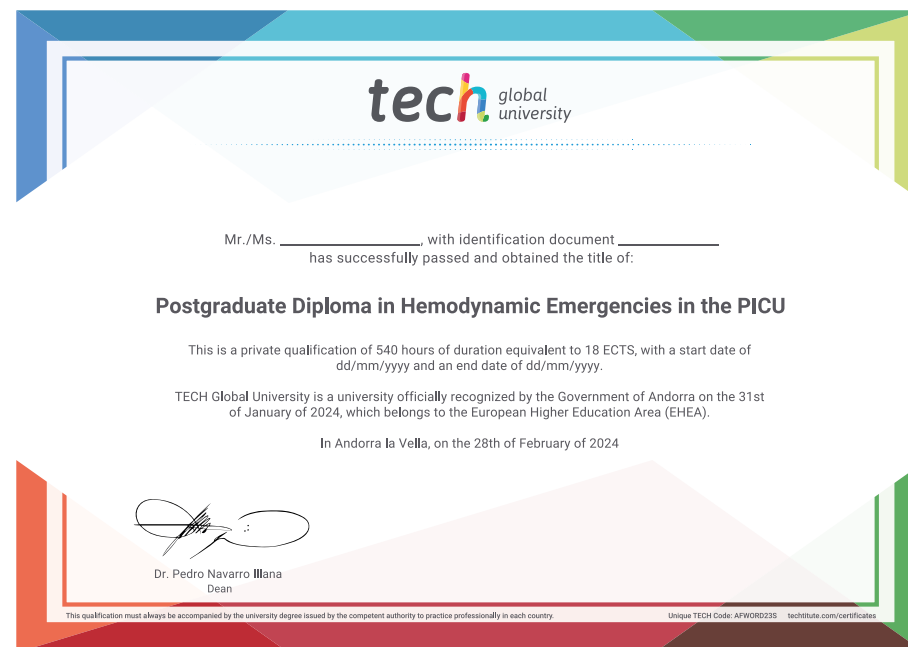 tech global university
Mr./Ms. ____________________, with identification document ______________
has successfully passed and obtained the title of:
Postgraduate Diploma in Hemodynamic Emergencies in the PICU
This is a private qualification of 540 hours of duration equivalent to 18 ECTS, with a start date of
dd/mm/yyyy and an end date of dd/mm/yyyy.
TECH Global University is a university officially recognized by the Government of Andorra on the 31st
of January of 2024, which belongs to the European Higher Education Area (EHEA).
In Andorra la Vella, on the 28th of February of 2024
Dr. Pedro Navarro Illana
Dean
This qualification must always be accompanied by the university degree issued by the competent authority to practice professionally in each country.
Unique TECH Code: AFWORD23S techtitute.com/certificates